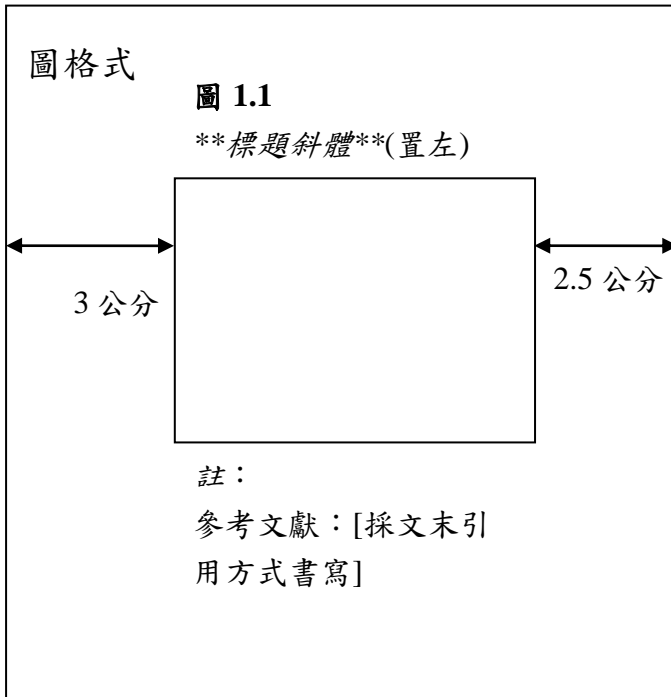 圖格式
圖 1.1
**標題斜體**(置左)
3 公分
2.5 公分
註：
參考文獻：[採文末引
用方式書寫]